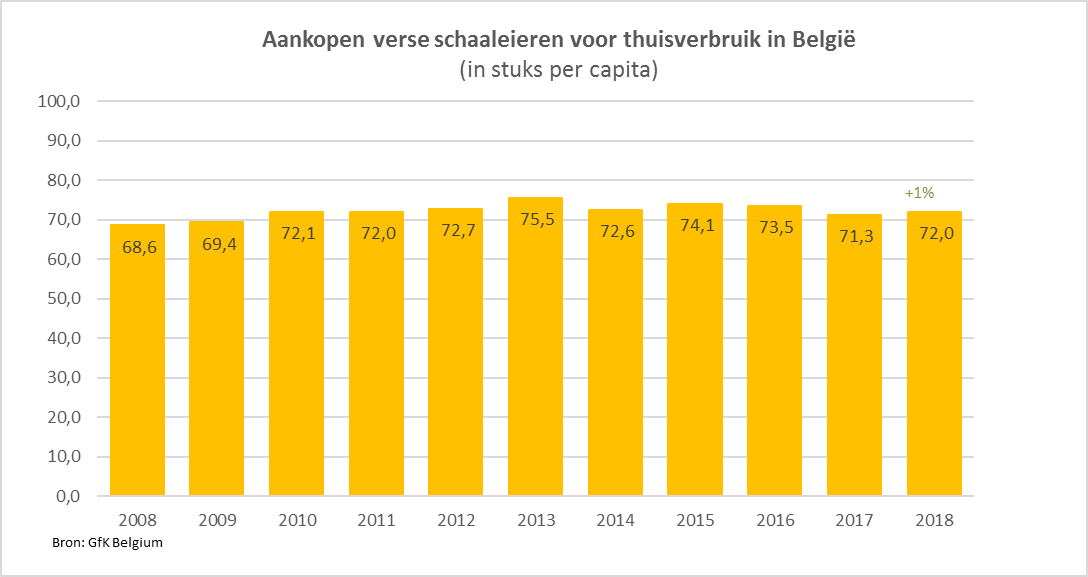 Aankopen verse schaaleieren voor thuisverbruik in België
(in stuks per capita)
100,0
90,0
80,0
70,0
60,0
50,0
40,0
30,0
20,0
10,0
0,0
+1%
68,6 69,4 72,1 72,0 72,7 75,5 72,6 74,1 73,5 71,3 72,0
2008 2009 2010 2011 2012 2013 2014 2015 2016 2017 2018
Bron: GfK Belgium